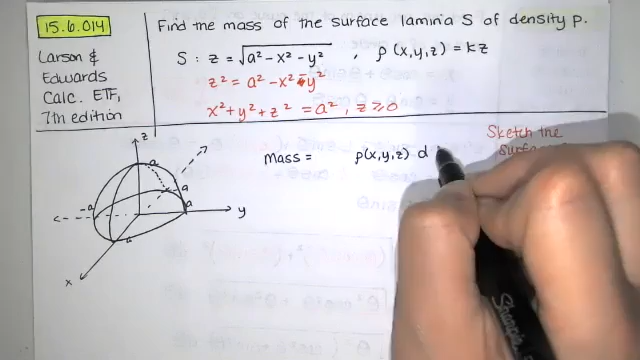 15.6.014
Find the mass of the surface lamina S of density ρ.
Larson & Edwards Calc. ETF, 7th edition
S : z = √(a² - x² - y²) , ρ(x,y,z) = kz
z² = a² - x² - y²
x² + y² + z² = a² , z ≥ 0
Sketch the
surface
Mass = ρ(x,y,z) d
z
a
a
-a
a
y
a
x
Sharpie